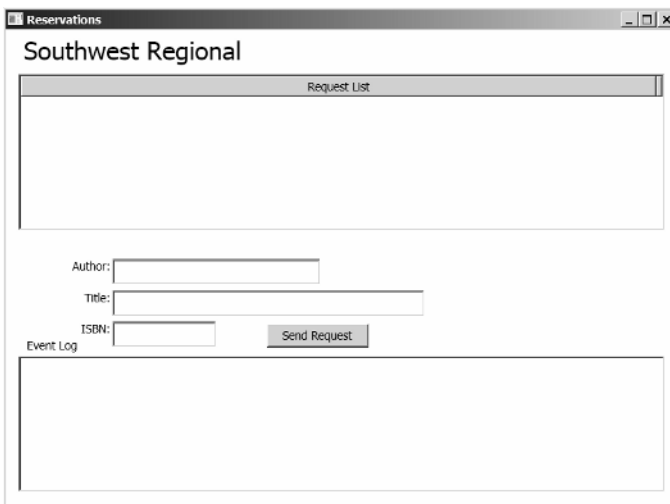 Reservations
Southwest Regional
Request List
Author:
Title:
ISBN:
Send Request
Event Log